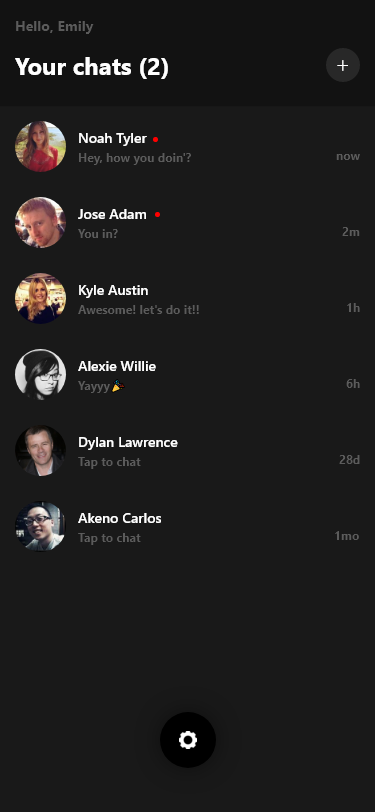 Hello, Emily
Your chats (2)
+
Noah Tyler
Hey, how you doin'?
now
Jose Adam
You in?
2m
Kyle Austin
Awesome! let's do it!!
1h
Alexie Willie
Yayyy🎉
6h
Dylan Lawrence
Tap to chat
28d
Akeno Carlos
Tap to chat
1mo